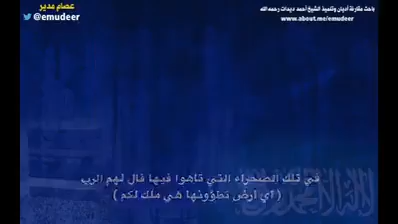 باحث مقارنة أديان وتلميذ الشيخ أحمد ديدات رحمه الله
www.about.me/emudeer
عصام مدير
@emudeer
في تلك الصحراء التي تاهوا فيها قال لهم الرب
( أي أرض تطؤونها هي ملك لكم )